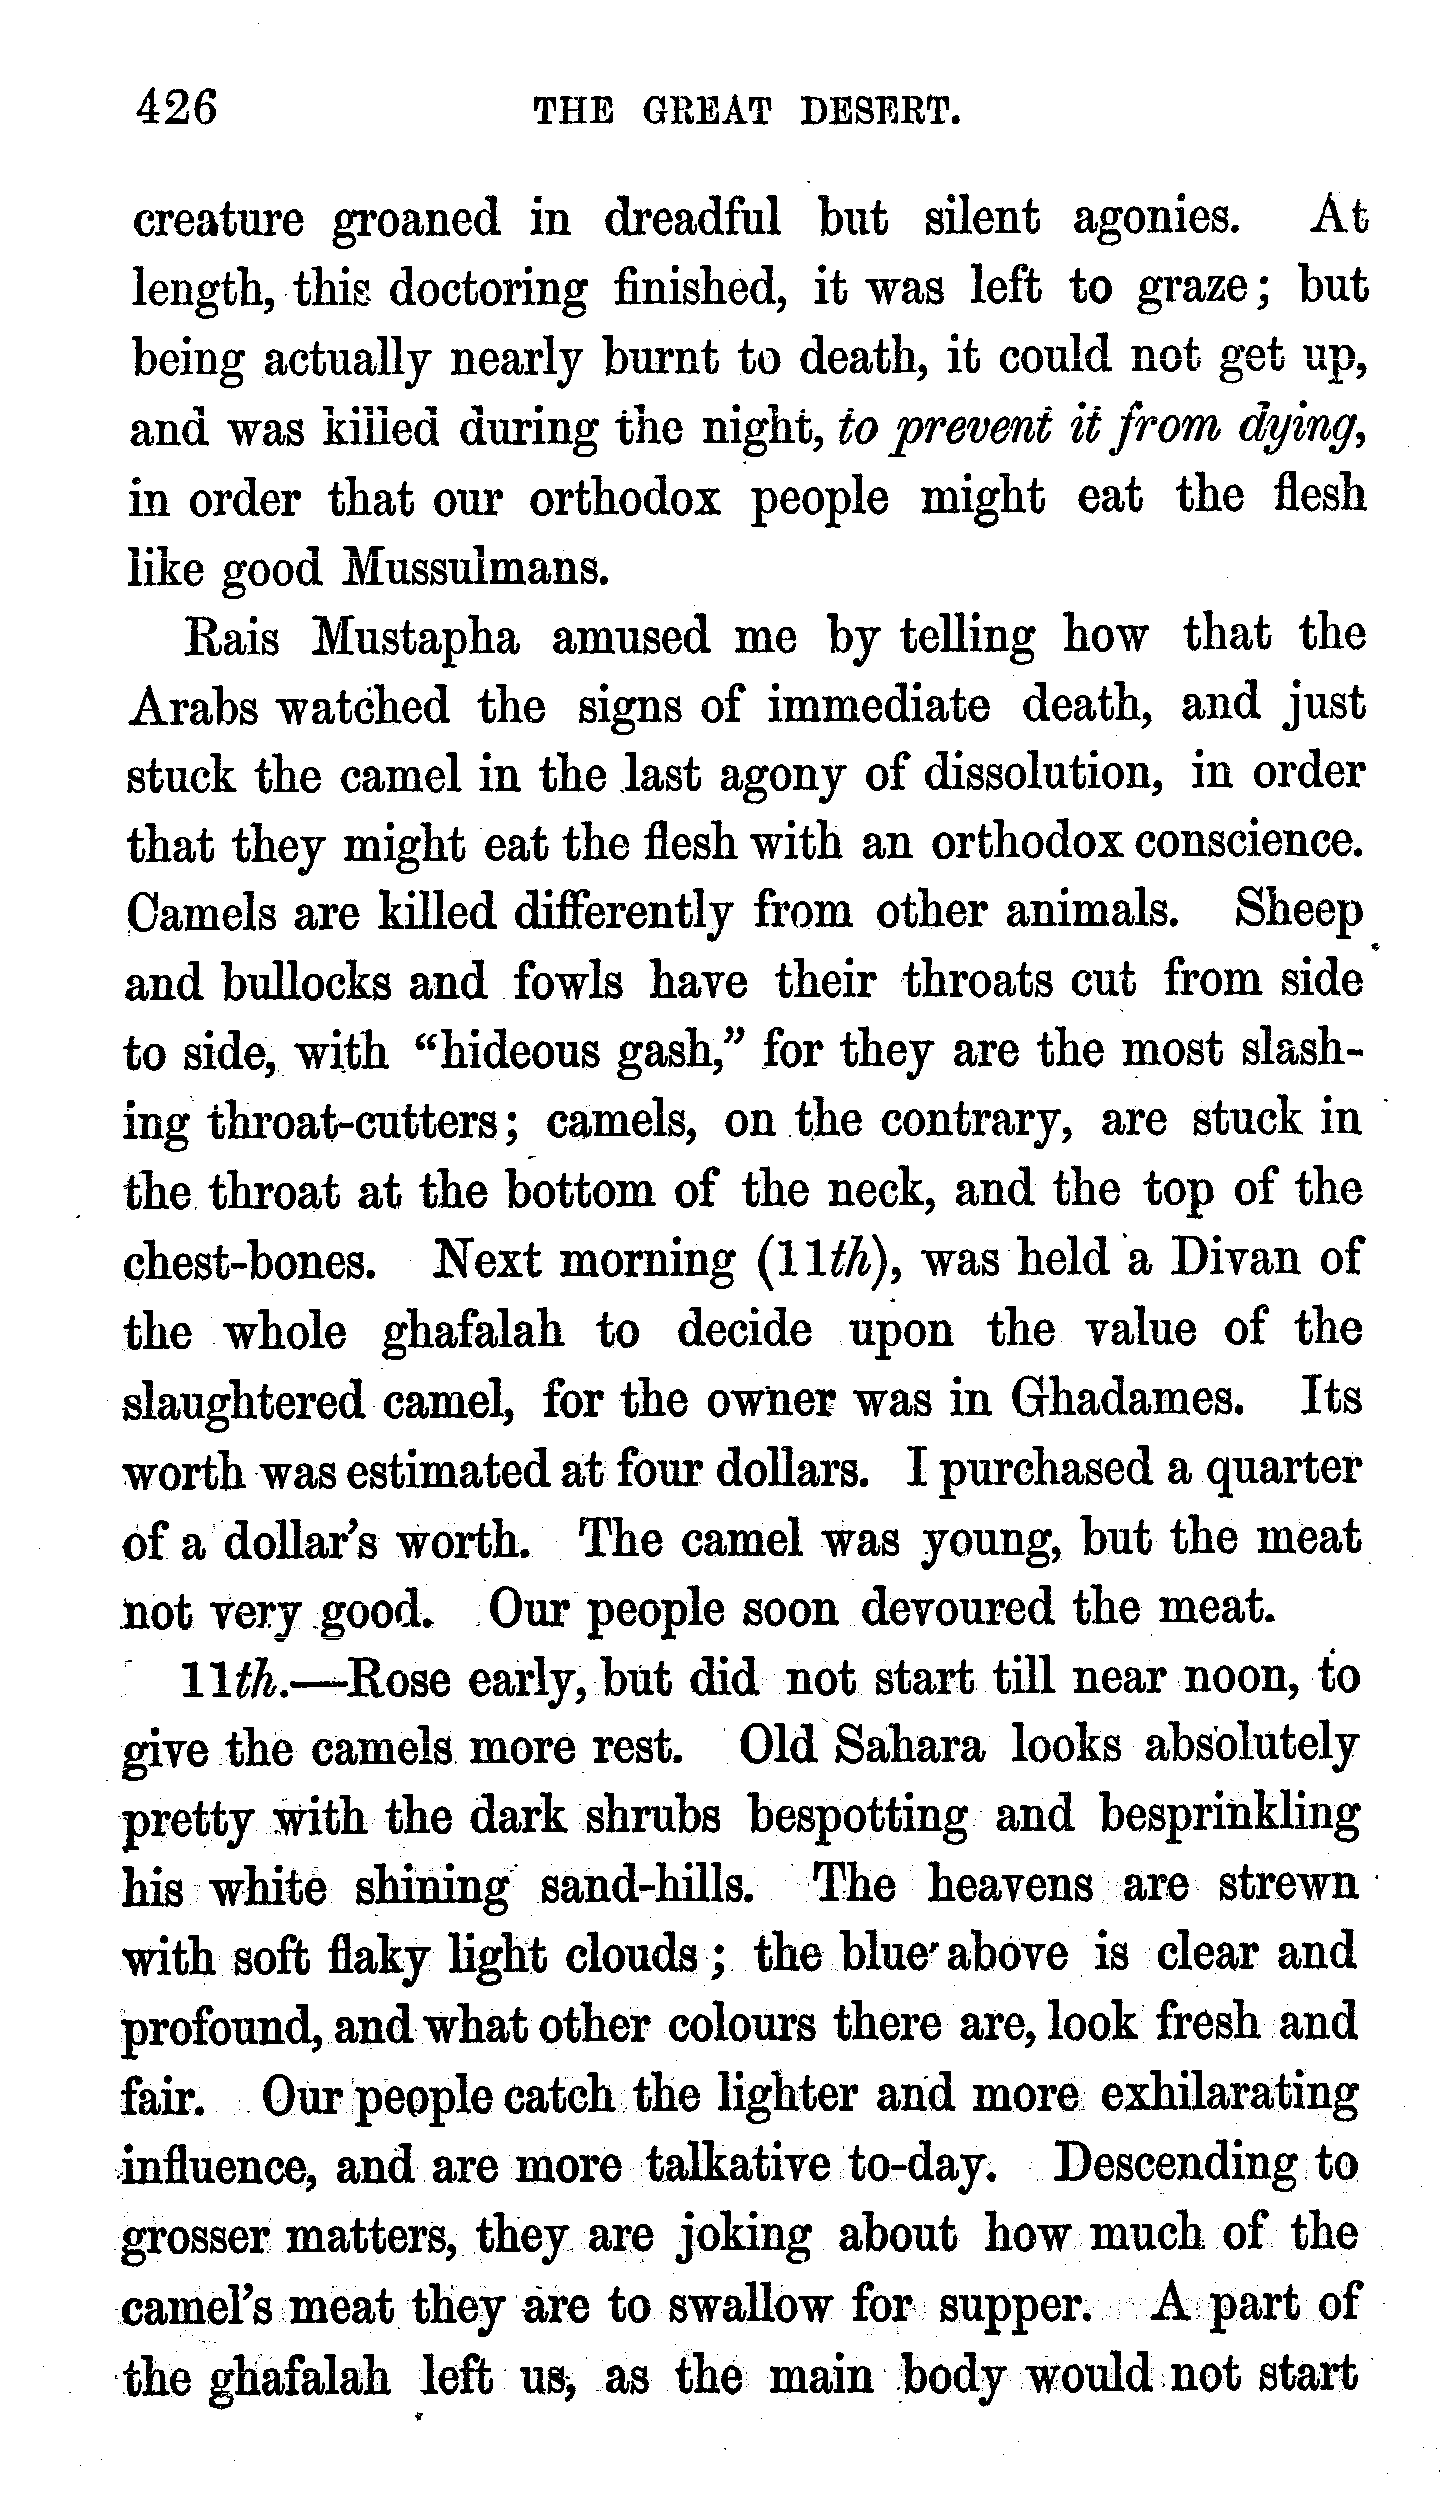 426 THE GREAT DESERT.
creature groaned in dreadful but silent agonies. At
length, this doctoring finished, it was left to graze; but
being actually nearly burnt to death, it could not get up,
and was killed during the night, to prevent it from dying,
in order that our orthodox people might eat the flesh
like good Mussulmans.
Rais Mustapha amused me by telling how that the
Arabs watched the signs of immediate death, and just
stuck the camel in the last agony of dissolution, in order
that they might eat the flesh with an orthodox conscience.
Camels are killed differently from other animals. Sheep
and bullocks and fowls have their throats cut from side
to side, with “hideous gash,” for they are the most slash-
ing throat-cutters; camels, on the contrary, are stuck in
the throat at the bottom of the neck, and the top of the
chest-bones. Next morning (11th), was held a Divan of
the whole ghafalah to decide upon the value of the
slaughtered camel, for the owner was in Ghadames. Its
worth was estimated at four dollars. I purchased a quarter
of a dollar’s worth. The camel was young, but the meat
not very good. Our people soon devoured the meat.
11th.—Rose early, but did not start till near noon, to
give the camels more rest. Old Sahara looks absolutely
pretty with the dark shrubs bespotting and besprinkling
his white shining sand-hills. The heavens are strewn
with soft flaky light clouds; the blue above is clear and
profound, and what other colours there are, look fresh and
fair. Our people catch the lighter and more exhilarating
influence, and are more talkative to-day. Descending to
grosser matters, they are joking about how much of the
camel’s meat they are to swallow for supper. A part of
the ghafalah left us, as the main body would not start